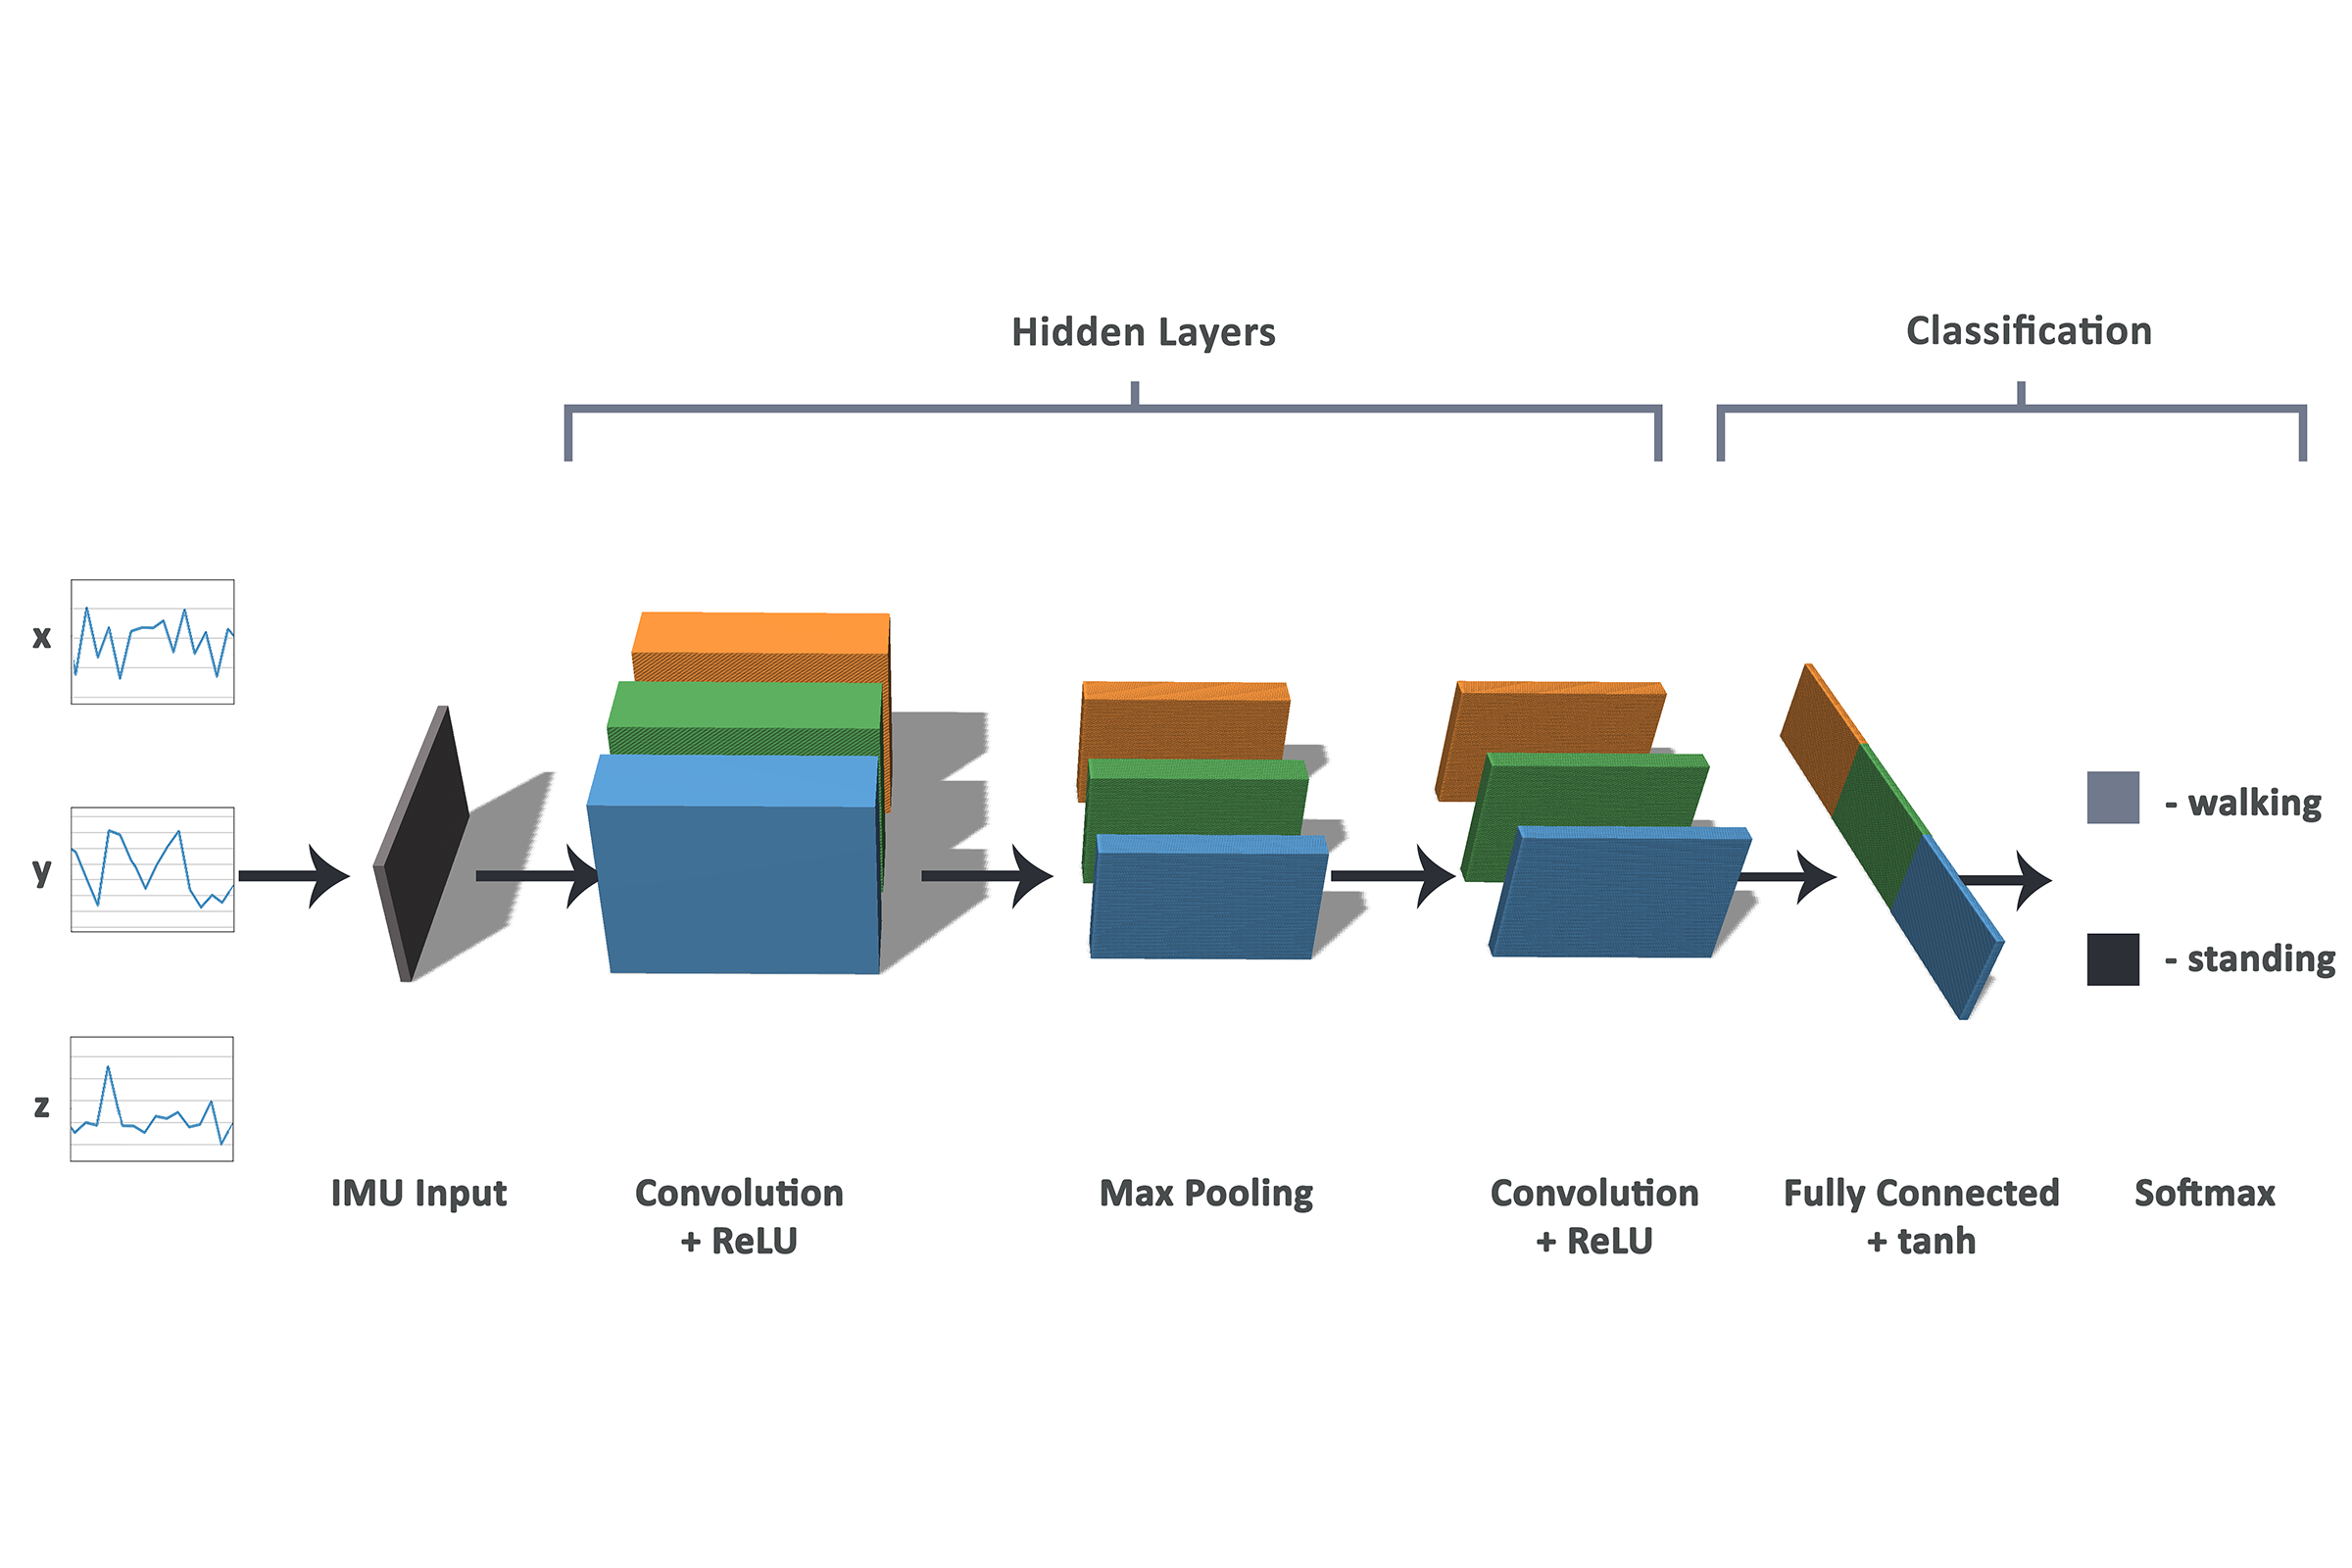 Hidden Layers
Classification
x
y
z
- walking
- standing
IMU Input
Convolution
+ ReLU
Max Pooling
Convolution
+ ReLU
Fully Connected
+ tanh
Softmax